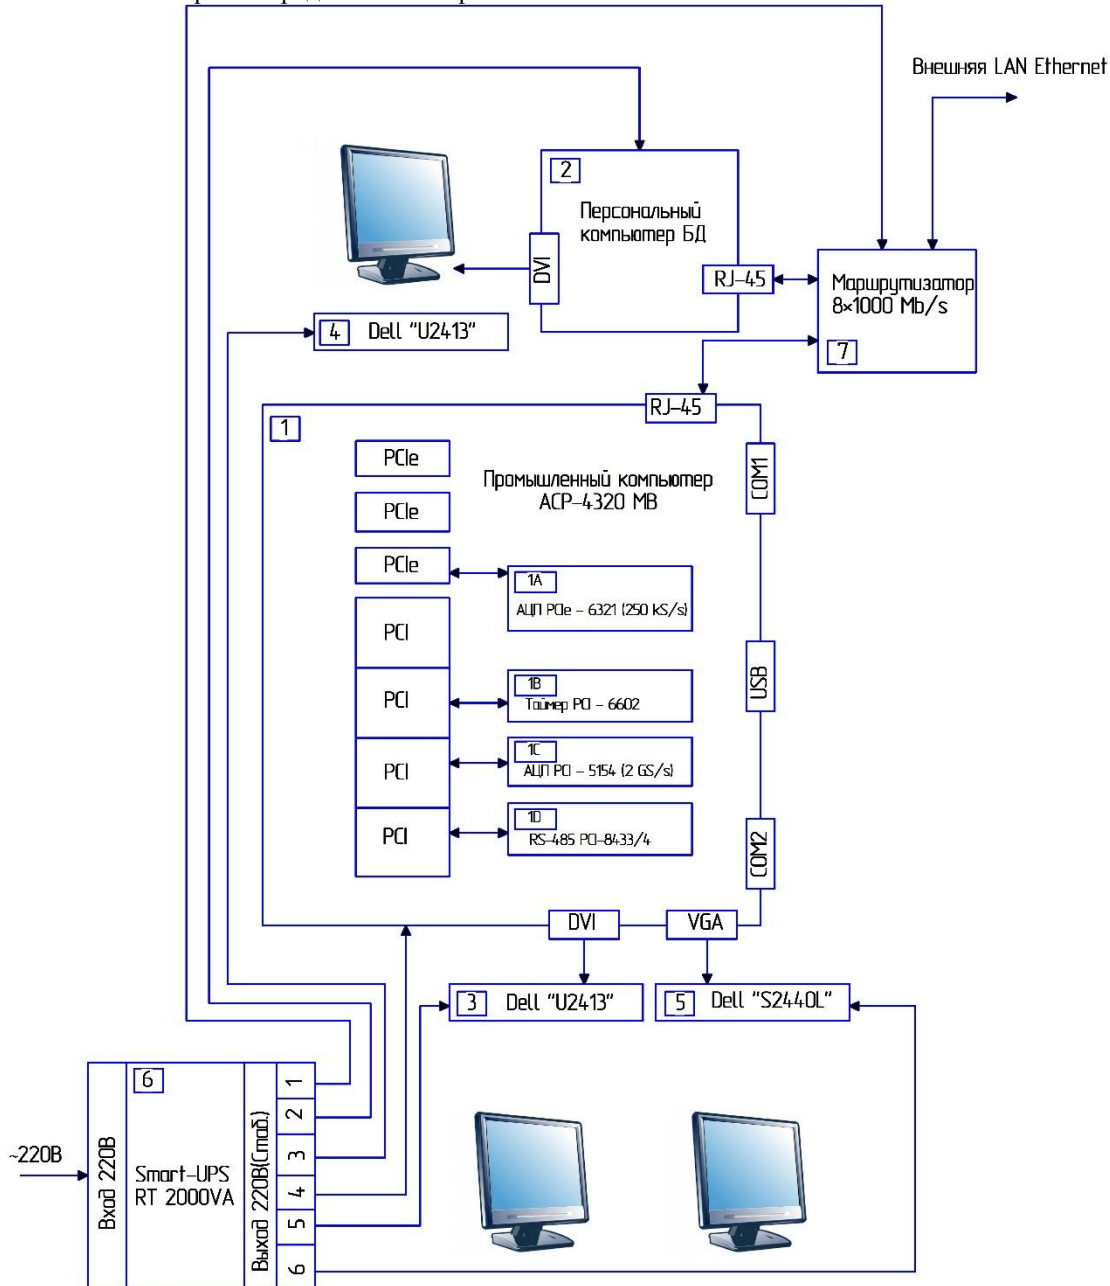 Внешняя LAN Ethernet
2
Персональный
компьютер БД
DVI
RJ-45
Маршрутизатор
8×1000 Mb/s
7
4 Dell "U2413"
RJ-45
1
PCIe
Промышленный компьютер
ACP-4320 MB
COM1
PCIe
PCIe
1A
АЦП PCIe - 6321 (250 kS/s)
PCI
USB
PCI
1B
Таймер PCI - 6602
PCI
1C
АЦП PCI - 5154 (2 GS/s)
PCI
1D
RS-485 PCI-8433/4
COM2
DVI
VGA
3 Dell "U2413"
5 Dell "S2440L"
~220В
Вход 220В
6
Smart-UPS
RT 2000VA
Выход 220В(Стаб.)
1
2
3
4
5
6